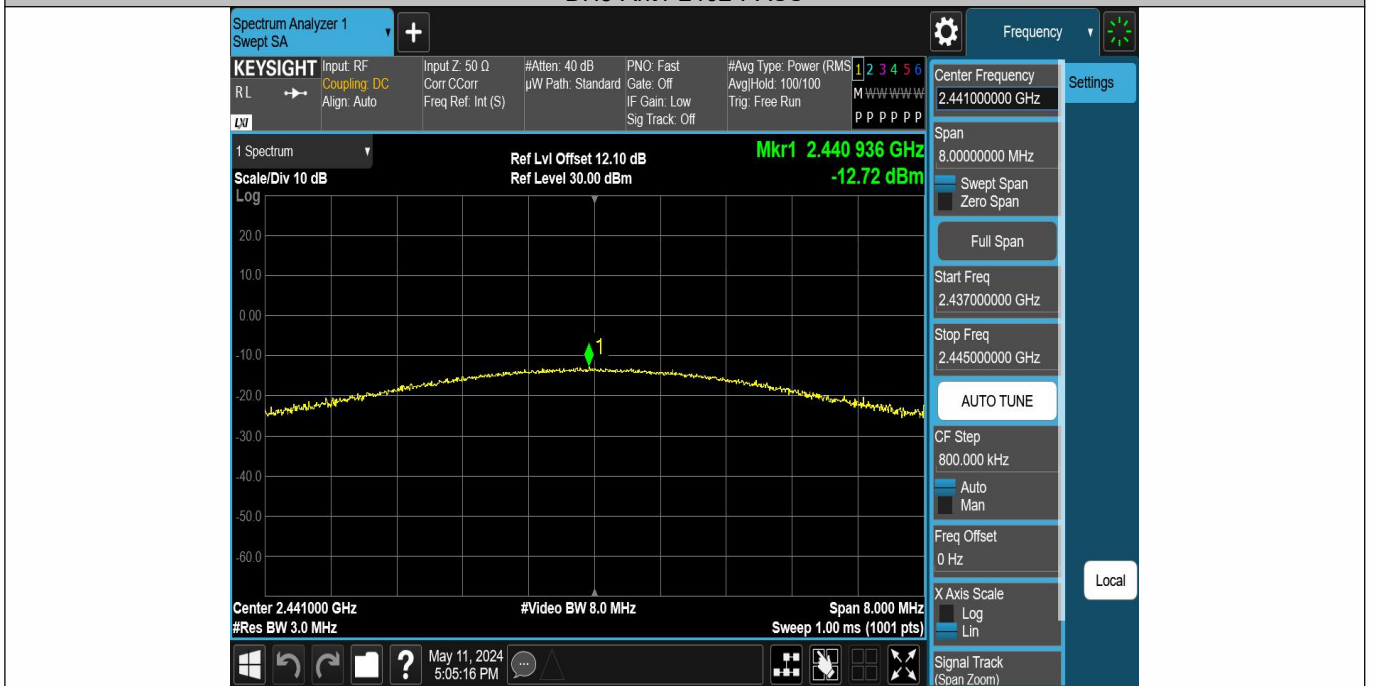 Spectrum Analyzer 1
Swept SA
Frequency
KEYSIGHT
RL
LXI
Input: RF
Coupling: DC
Align: Auto
Input Z: 50 Ω
Corr CCorr
Freq Ref: Int (S)
#Atten: 40 dB
µW Path: Standard
PNO: Fast
Gate: Off
IF Gain: Low
Sig Track: Off
#Avg Type: Power (RMS
Avg|Hold: 100/100
Trig: Free Run
1 2 3 4 5 6
M W W W W W
P P P P P P
1 Spectrum
Scale/Div 10 dB
Log
Ref Lvl Offset 12.10 dB
Ref Level 30.00 dBm
Mkr1 2.440 936 GHz
-12.72 dBm
20.0
10.0
0.00
-10.0
-20.0
-30.0
-40.0
-50.0
-60.0
1
Center 2.441000 GHz
#Res BW 3.0 MHz
#Video BW 8.0 MHz
Span 8.000 MHz
Sweep 1.00 ms (1001 pts)
Center Frequency
2.441000000 GHz
Settings
Span
8.00000000 MHz
Swept Span
Zero Span
Full Span
Start Freq
2.437000000 GHz
Stop Freq
2.445000000 GHz
AUTO TUNE
CF Step
800.000 kHz
Auto
Man
Freq Offset
0 Hz
X Axis Scale
Log
Lin
Local
Signal Track
(Span Zoom)
?
May 11, 2024
5:05:16 PM